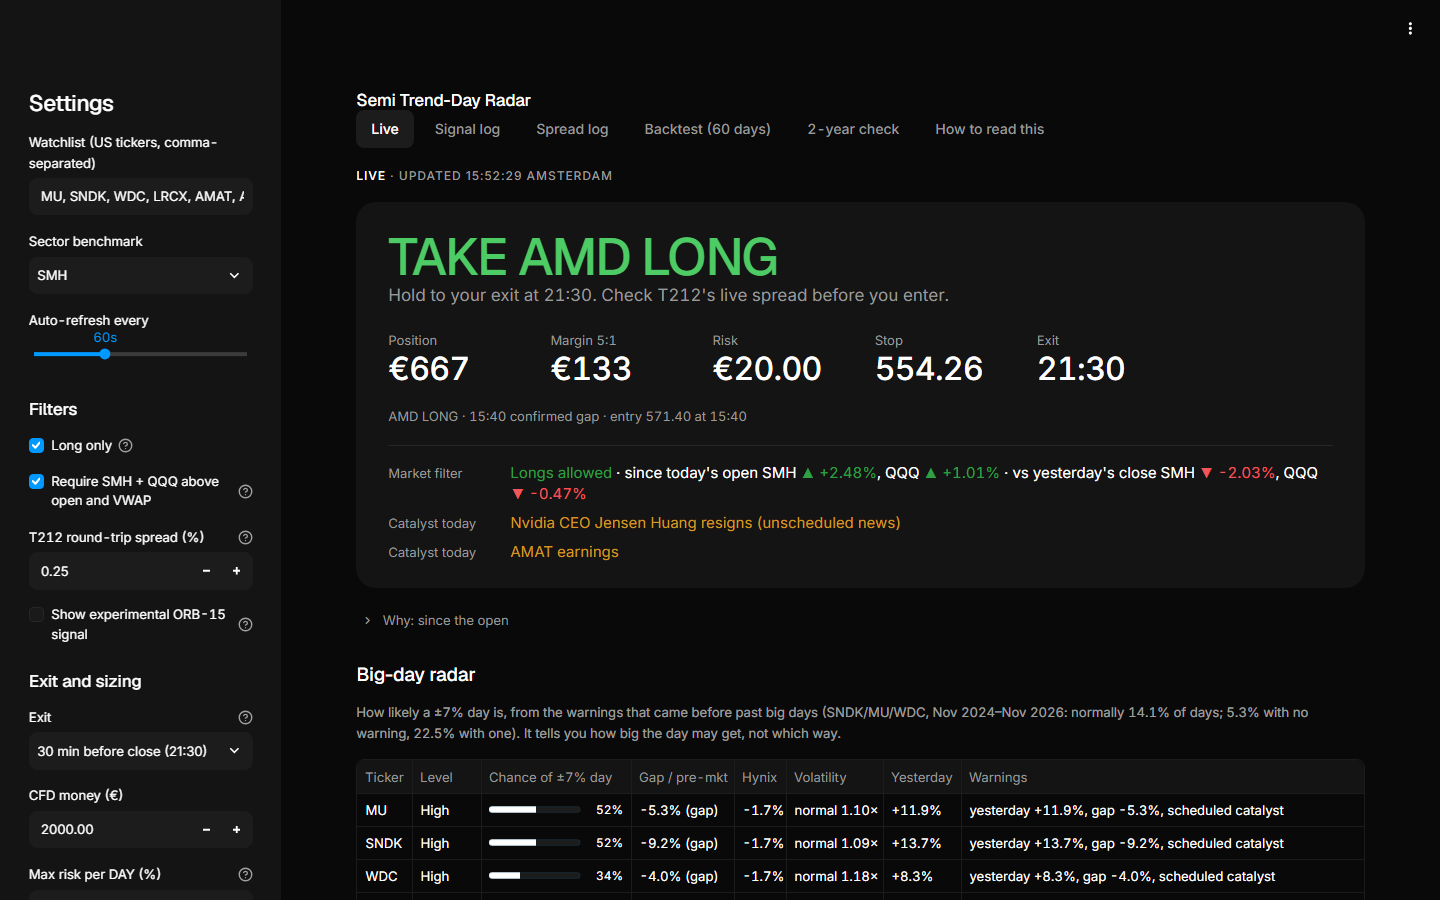 Settings
Watchlist (US tickers, comma-
separated)
MU, SNDK, WDC, LRCX, AMAT,
Sector benchmark
SMH
Auto-refresh every
60s
Filters
Long only
Require SMH + QQQ above
open and VWAP
T212 round-trip spread (%)
0.25
Show experimental ORB-15
signal
Exit and sizing
Exit
30 min before close (21:30)
CFD money (€)
2000.00
Max risk per DAY (%)
Semi Trend-Day Radar
Live Signal log Spread log Backtest (60 days) 2-year check How to read this
LIVE · UPDATED 15:52:29 AMSTERDAM
TAKE AMD LONG
Hold to your exit at 21:30. Check T212's live spread before you enter.
Position Margin 5:1 Risk Stop Exit
€667 €133 €20.00 554.26 21:30
AMD LONG · 15:40 confirmed gap · entry 571.40 at 15:40
Market filter Longs allowed · since today's open SMH ▲ +2.48%, QQQ ▲ +1.01% · vs yesterday's close SMH ▼ -2.03%, QQQ
▼ -0.47%
Catalyst today Nvidia CEO Jensen Huang resigns (unscheduled news)
Catalyst today AMAT earnings
Why: since the open
Big-day radar
How likely a ±7% day is, from the warnings that came before past big days (SNDK/MU/WDC, Nov 2024–Nov 2026: normally 14.1% of days; 5.3% with no
warning, 22.5% with one). It tells you how big the day may get, not which way.
Ticker Level Chance of ±7% day Gap / pre-mkt Hynix Volatility Yesterday Warnings
MU High 52% -5.3% (gap) -1.7% normal 1.10× +11.9% yesterday +11.9%, gap -5.3%, scheduled catalyst
SNDK High 52% -9.2% (gap) -1.7% normal 1.09× +13.7% yesterday +13.7%, gap -9.2%, scheduled catalyst
WDC High 34% -4.0% (gap) -1.7% normal 1.18× +8.3% yesterday +8.3%, gap -4.0%, scheduled catalyst